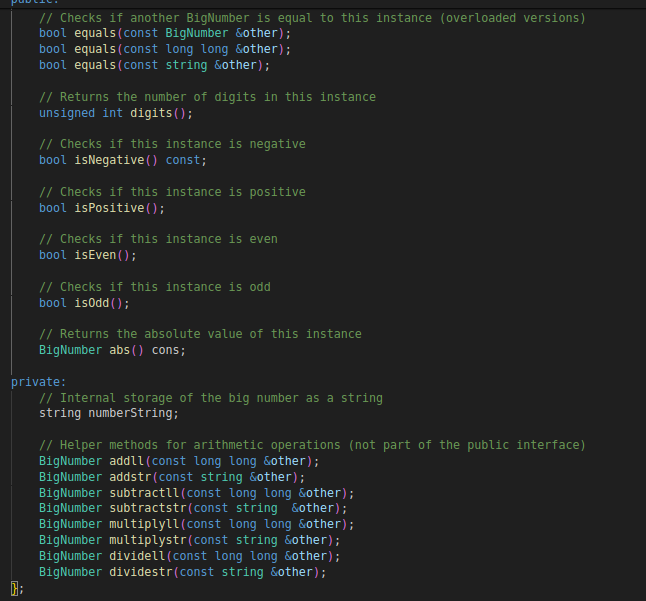 public:
// Checks if another BigNumber is equal to this instance (overloaded versions)
bool equals(const BigNumber &other);
bool equals(const long long &other);
bool equals(const string &other);
// Returns the number of digits in this instance
unsigned int digits();
// Checks if this instance is negative
bool isNegative() const;
// Checks if this instance is positive
bool isPositive();
// Checks if this instance is even
bool isEven();
// Checks if this instance is odd
bool isOdd();
// Returns the absolute value of this instance
BigNumber abs() cons;
private:
// Internal storage of the big number as a string
string numberString;
// Helper methods for arithmetic operations (not part of the public interface)
BigNumber addll(const long long &other);
BigNumber addstr(const string &other);
BigNumber subtractll(const long long &other);
BigNumber subtractstr(const string  &other);
BigNumber multiplyll(const long long &other);
BigNumber multiplystr(const string &other);
BigNumber dividell(const long long &other);
BigNumber dividestr(const string &other);
};